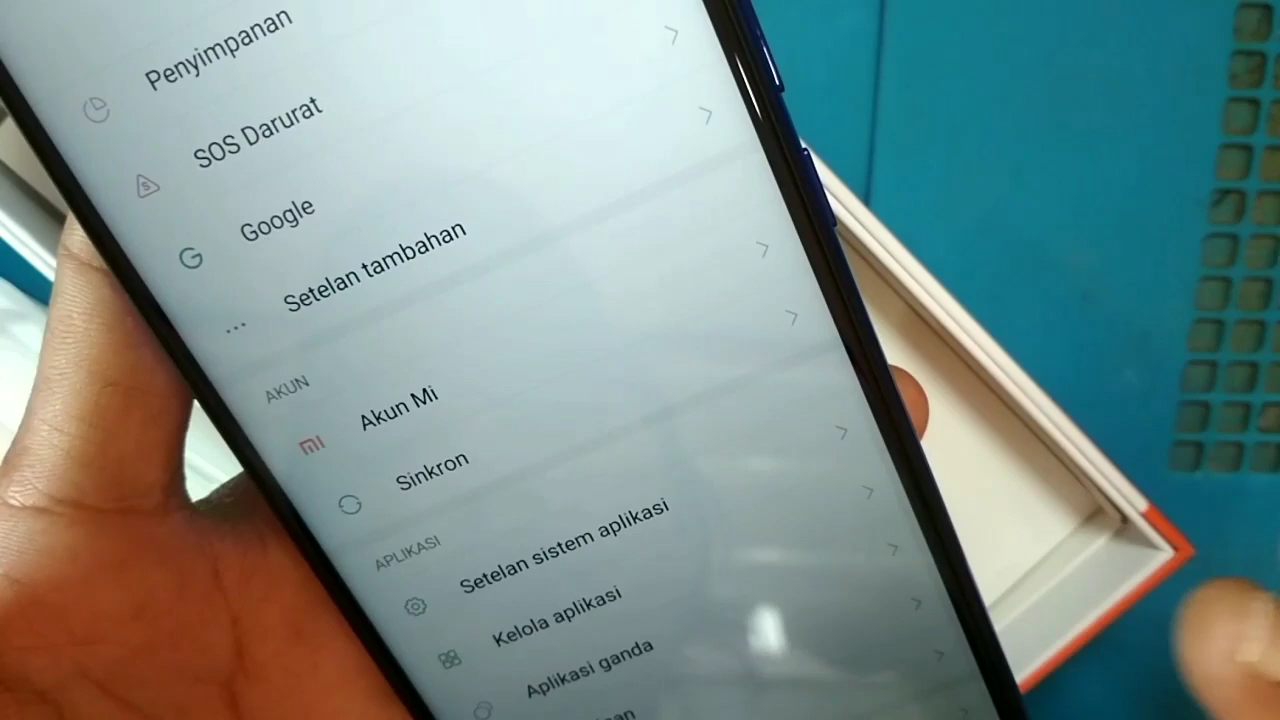 Penyimpanan
SOS Darurat
Google
Setelan tambahan
AKUN
Akun Mi
Sinkron
APLIKASI
Setelan sistem aplikasi
Kelola aplikasi
Aplikasi ganda